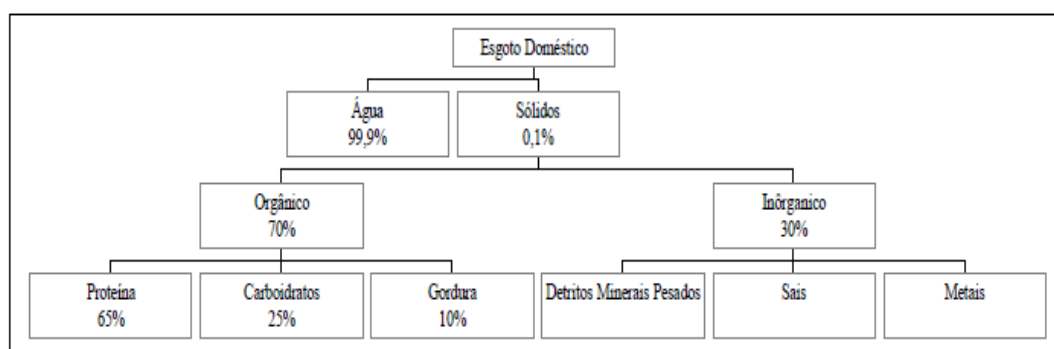 Esgoto Doméstico
Água
99,9%
Sólidos
0,1%
Orgânico
70%
Inôrganico
30%
Proteína
65%
Carboidratos
25%
Gordura
10%
Detritos Minerais Pesados
Sais
Metais